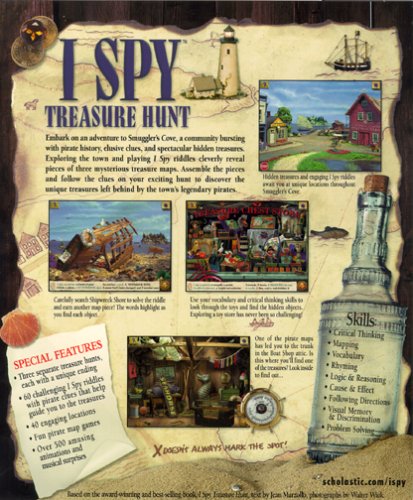 I SPY
TREASURE HUNT
Embark on an adventure to Smuggler's Cove, a community bursting
with pirate history, elusive clues, and spectacular hidden treasures.
Exploring the town and playing I Spy riddles cleverly reveal
pieces of three mysterious treasure maps. Assemble the pieces
and follow the clues on your exciting hunt to discover the
unique treasures left behind by the town's legendary pirates.
Hidden treasures and engaging I Spy riddles
await you at unique locations throughout
Smuggler's Cove.
TREASURE CHEST STORE
Carefully search Shipwreck Shore to solve the riddle
and earn another map piece! The words highlight as
you find each object.
Use your vocabulary and critical thinking skills to
look through the toys and find the hidden objects.
Exploring a toy store has never been so challenging!
SPECIAL FEATURES
• Three separate treasure hunts,
each with a unique ending
• 60 challenging I Spy riddles
with pirate clues that help
guide you to the treasures
• 40 engaging locations
• Fun pirate map games
• Over 500 amazing
animations and
musical surprises
One of the pirate
maps has led you to the trunk
in the Boat Shop attic. Is
this where you'll find one
of the treasures? Look inside
to find out...
X DOESN'T ALWAYS MARK THE SPOT!
Skills
Critical Thinking
• Mapping
• Vocabulary
• Rhyming
• Logic & Reasoning
• Cause & Effect
• Following Directions
• Visual Memory
& Discrimination
• Problem Solving
scholastic.com/ispy
Based on the award-winning and best-selling book, I Spy Treasure Hunt, text by Jean Marzollo, photographs by Walter Wick.